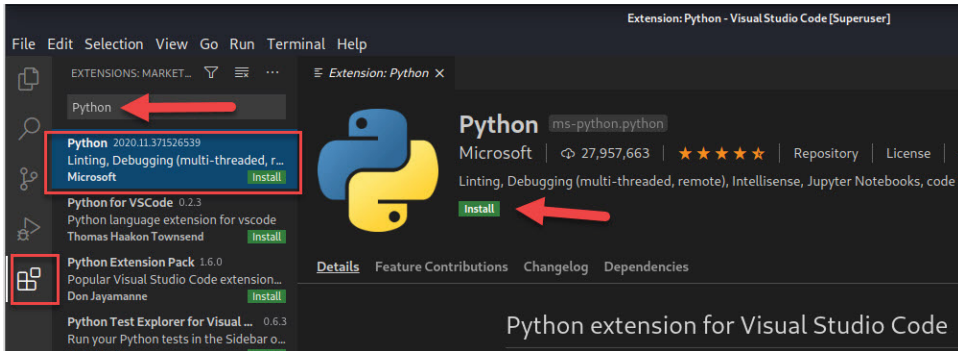 Extension: Python - Visual Studio Code [Superuser]
File Edit Selection View Go Run Terminal Help
EXTENSIONS: MARKET... ···
Python
Python 2020.11.371526539
Linting, Debugging (multi-threaded, r...
Microsoft Install
Python for VSCode 0.2.3
Python language extension for vscode
Thomas Haakon Townsend Install
Python Extension Pack 1.6.0
Popular Visual Studio Code extension...
Don Jayamanne Install
Python Test Explorer for Visual ... 0.6.3
Run your Python tests in the Sidebar o...
Extension: Python ×
Python ms-python.python
Microsoft | 27,957,663 | ★★★★★ | Repository | License |
Linting, Debugging (multi-threaded, remote), Intellisense, Jupyter Notebooks, code
Install
Details Feature Contributions Changelog Dependencies
Python extension for Visual Studio Code